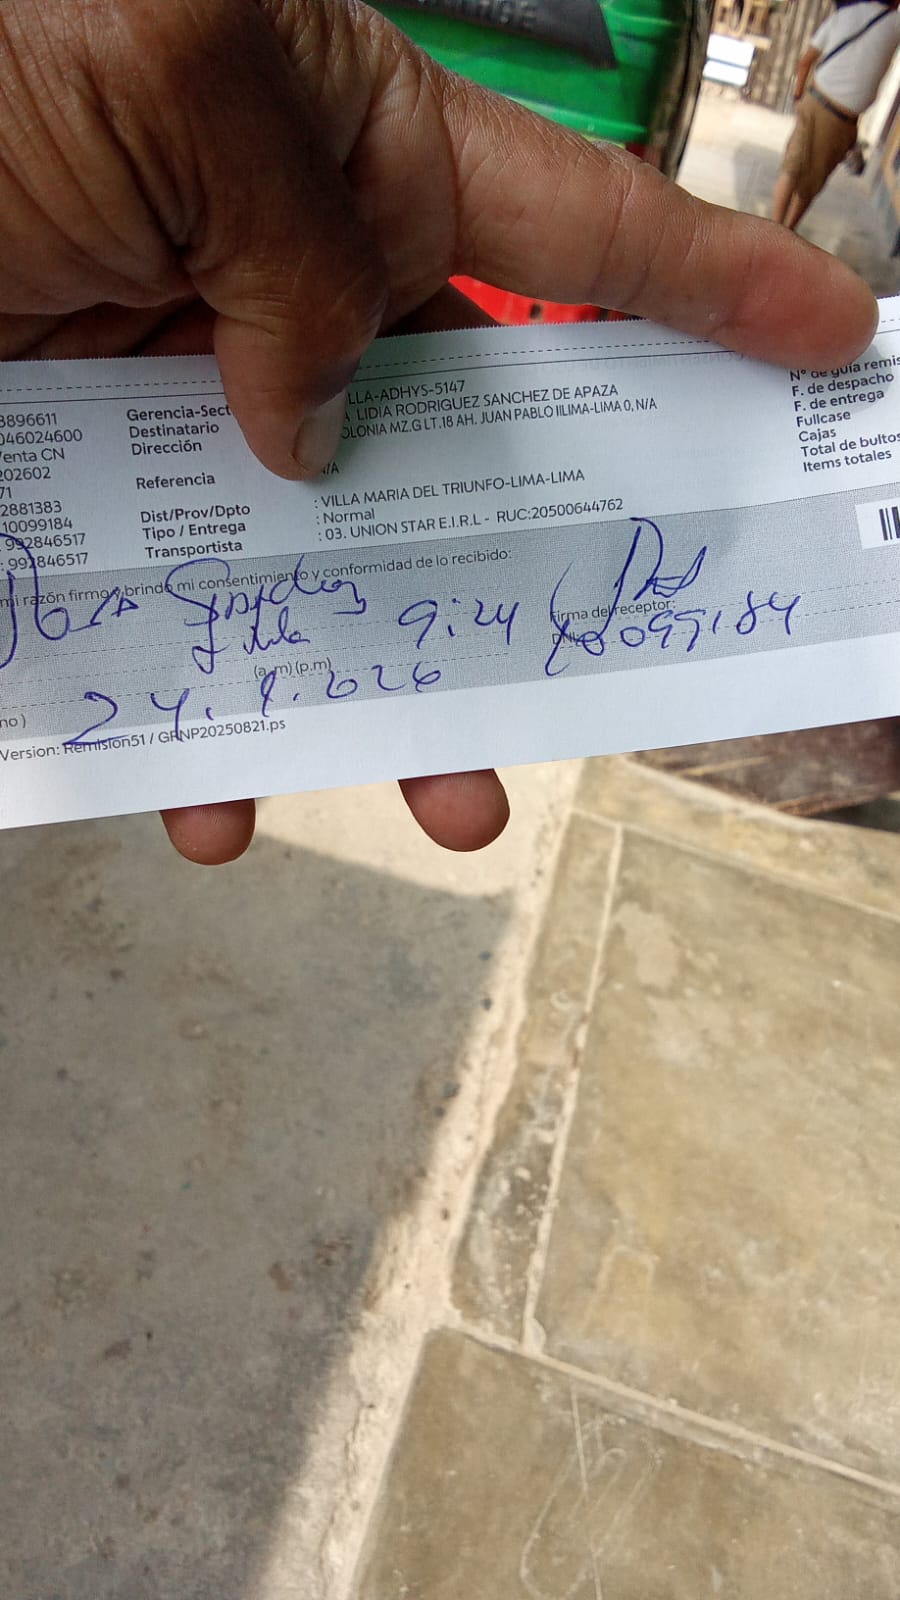 3896611
046024600
Venta CN
202602
71
2881383
10099184
: 992846517
: 992846517
Gerencia-Sect LLA-ADHYS-5147
Destinatario A LIDIA RODRIGUEZ SANCHEZ DE APAZA
Dirección OLONIA MZ.G LT.18 AH. JUAN PABLO IILIMA-LIMA 0, N/A
Referencia N/A
Dist/Prov/Dpto : VILLA MARIA DEL TRIUNFO-LIMA-LIMA
Tipo / Entrega : Normal
Transportista : 03. UNION STAR E.I.R.L - RUC:20500644762
N° de guía remis
F. de despacho
F. de entrega
Fullcase
Cajas
Total de bultos
Items totales
mi razón firmo y brindo mi consentimiento y conformidad de lo recibido:
9:24
Firma del receptor:
DNI:
10099184
(a.m) (p.m)
24.
no)
Version: Remision51 / GRNP20250821.ps